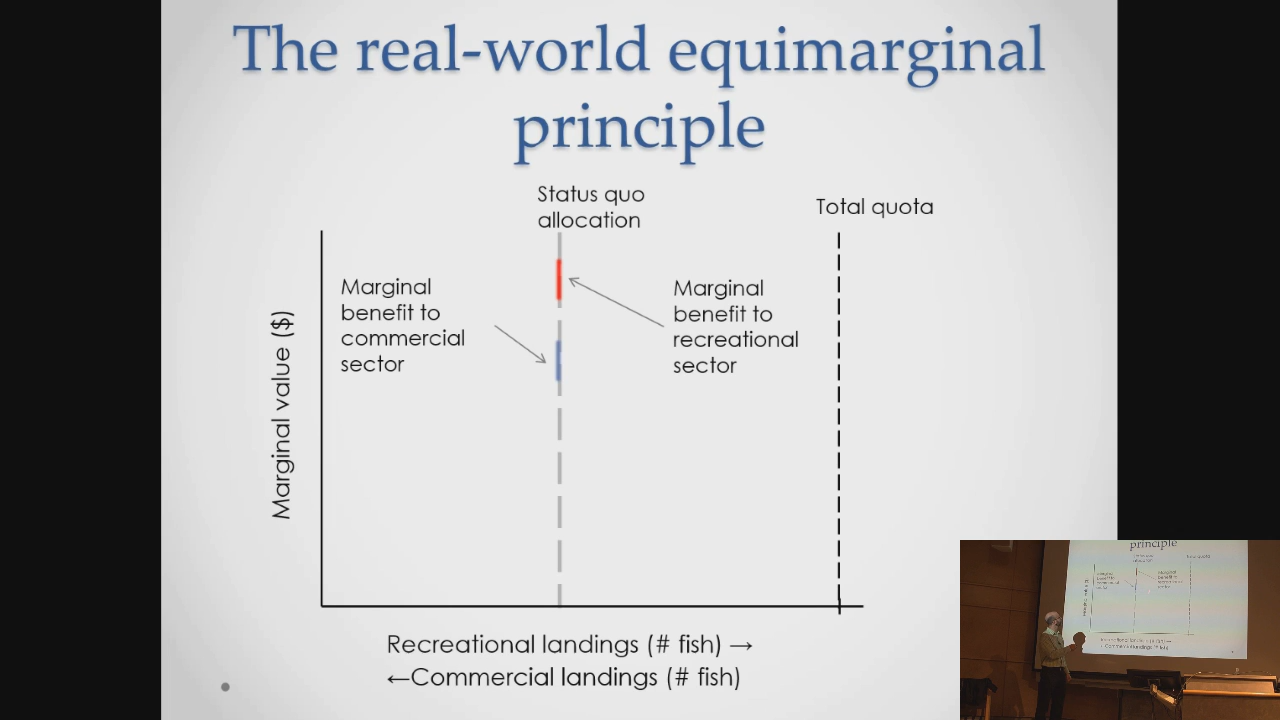 The real-world equimarginal
principle
Status quo
allocation
Total quota
Marginal
benefit to
commercial
sector
Marginal
benefit to
recreational
sector
Marginal value ($)
Recreational landings (# fish) →
←Commercial landings (# fish)
principle